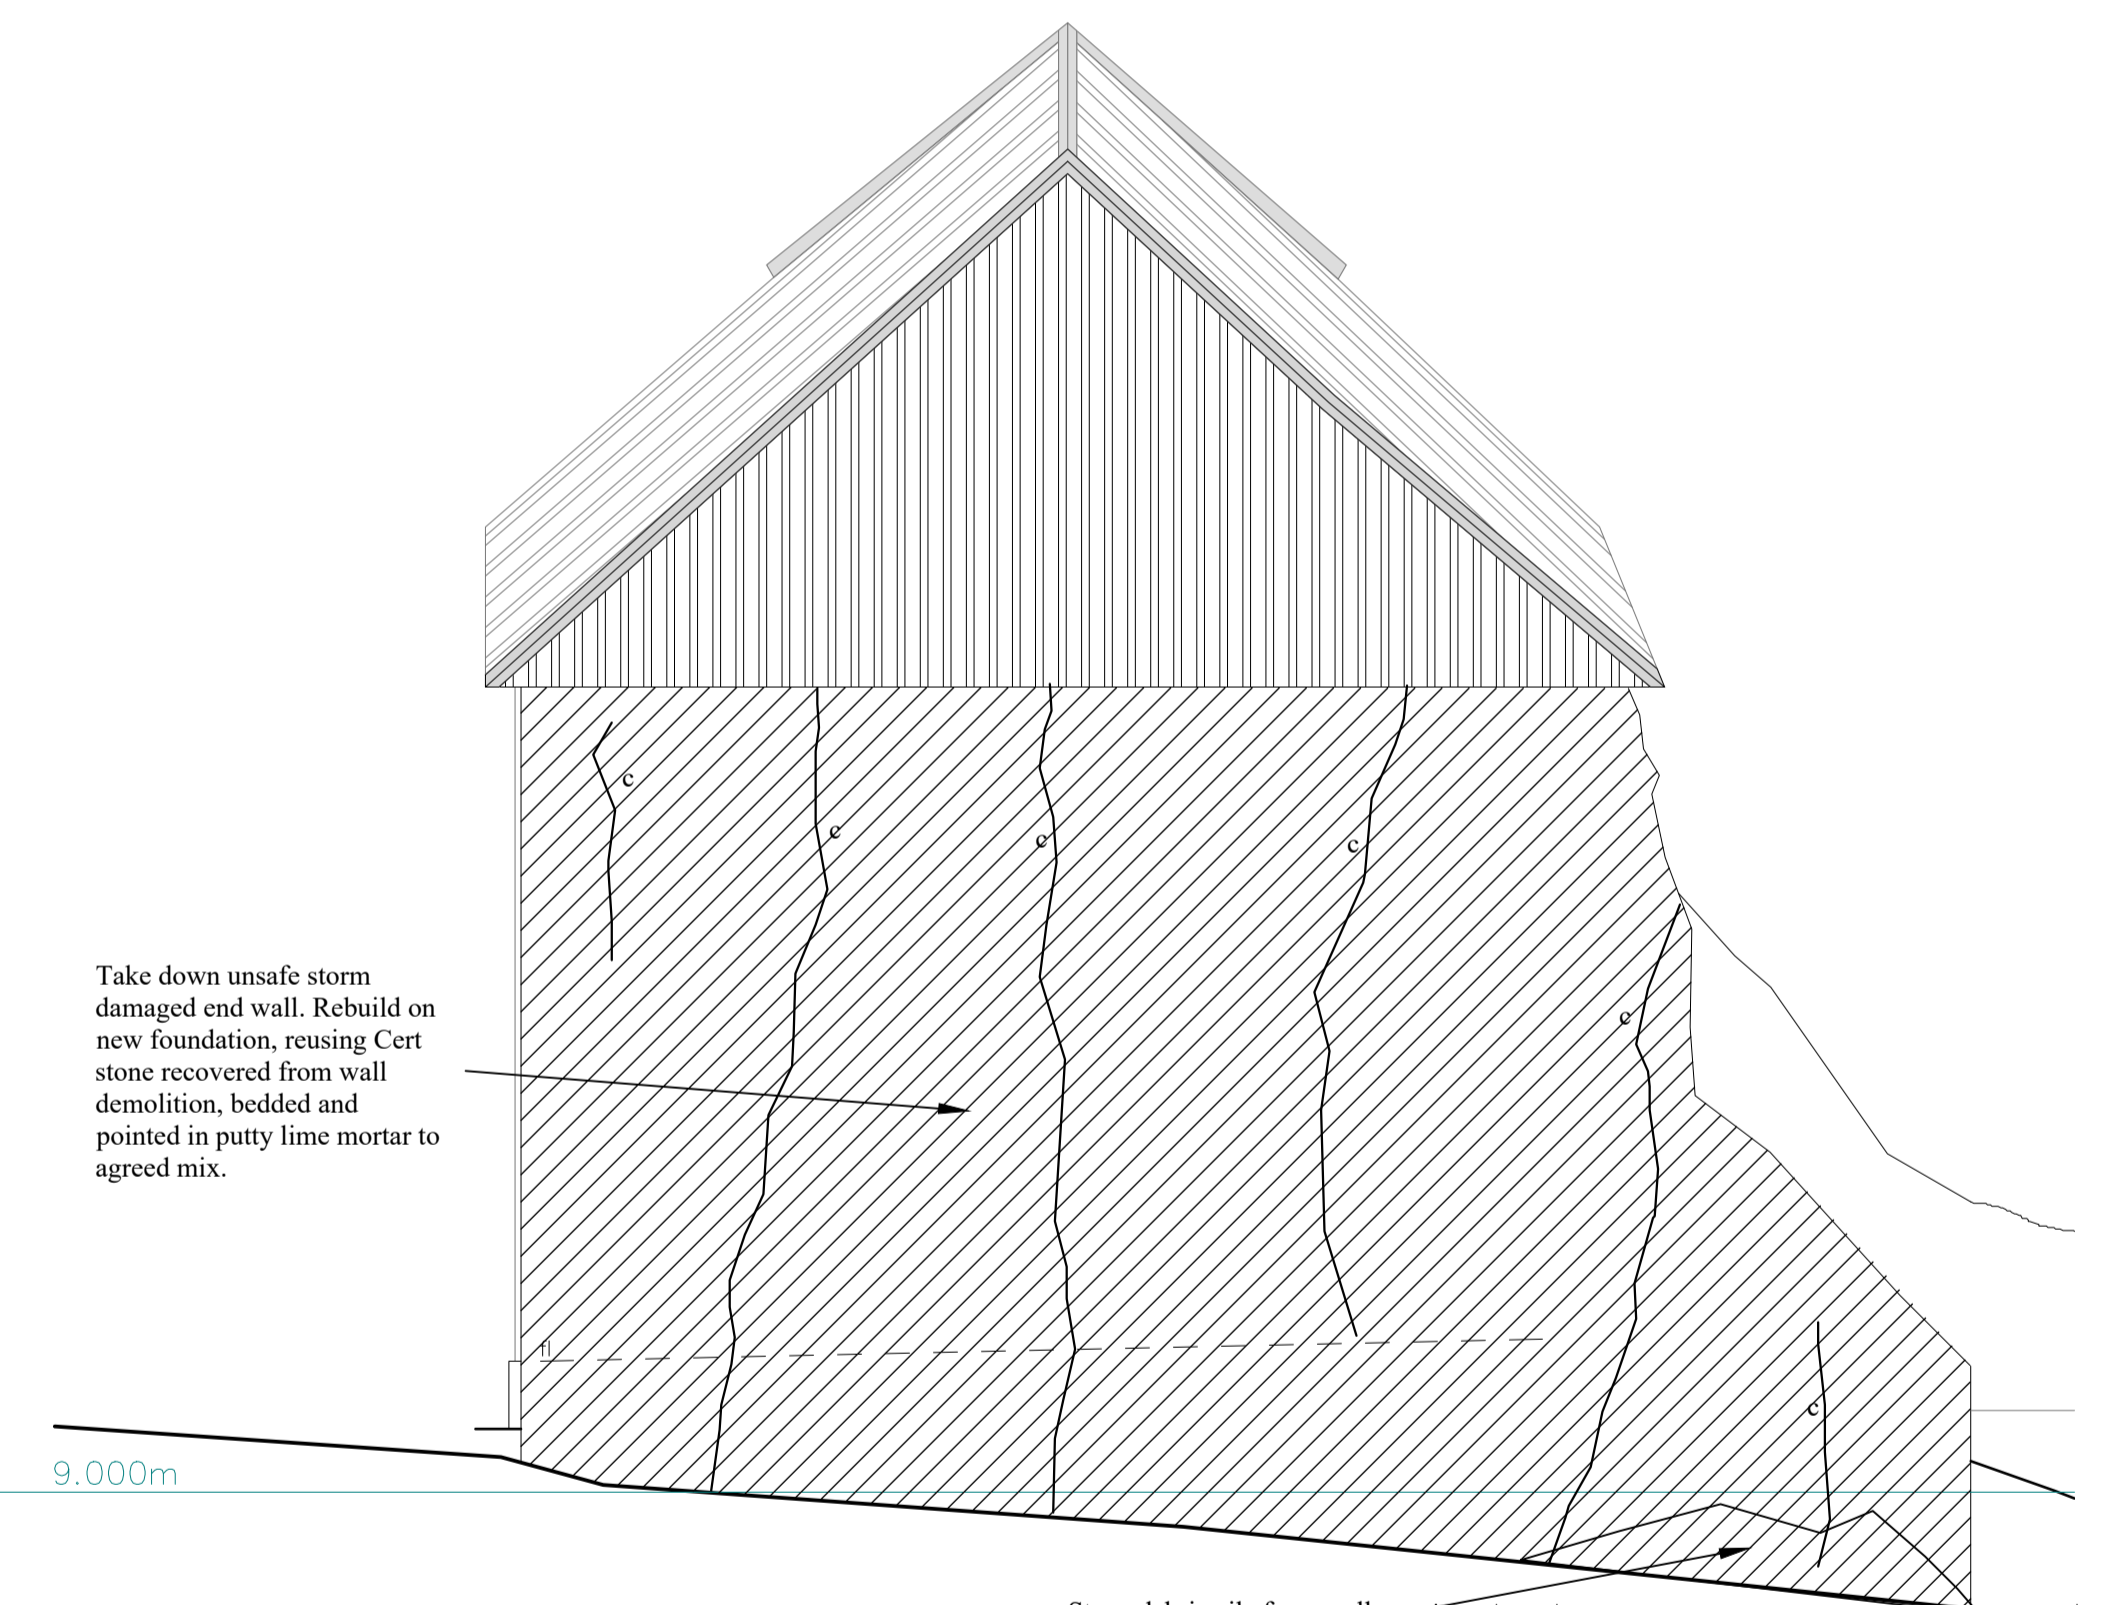 c
c
c
c
Take down unsafe storm
damaged end wall. Rebuild on
new foundation, reusing Cert
stone recovered from wall
demolition, bedded and
pointed in putty lime mortar to
agreed mix.
c
fl
c
9.000m